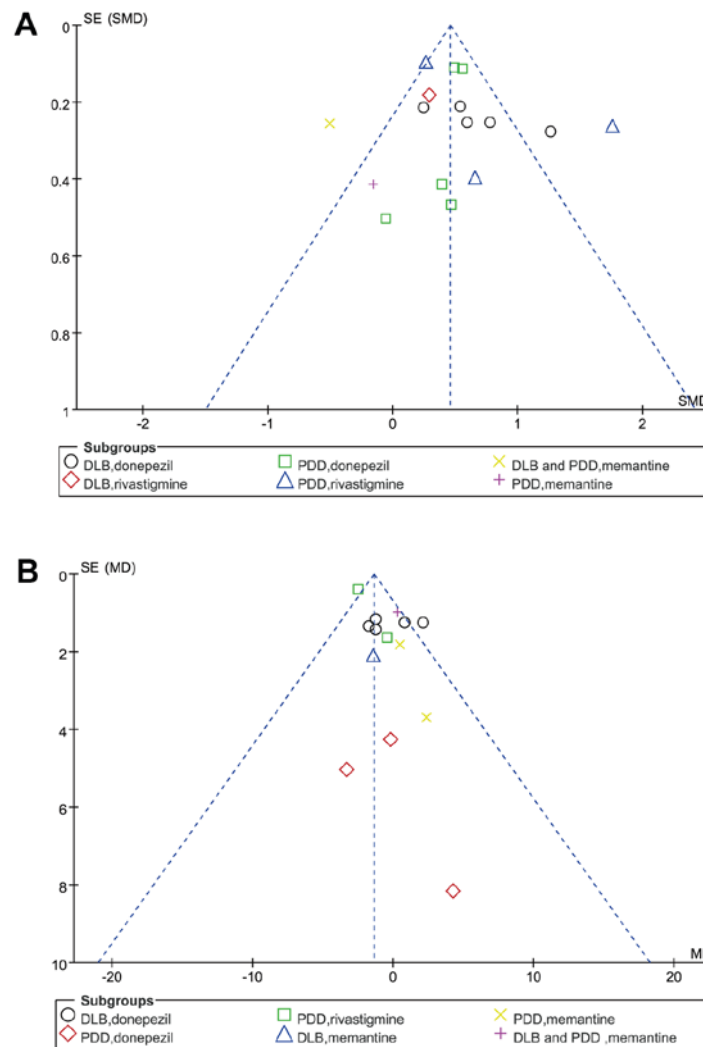 A
SE (SMD)
0
0.2
0.4
0.6
0.8
1
-2 -1 0 1 2
SMD
Subgroups
DLB,donepezil PDD,donepezil DLB and PDD,memantine
DLB,rivastigmine PDD,rivastigmine PDD,memantine
B
SE (MD)
0
2
4
6
8
10
-20 -10 0 10 20
Subgroups
DLB,donepezil PDD,rivastigmine PDD,memantine
PDD,donepezil DLB,memantine DLB and PDD ,memantine